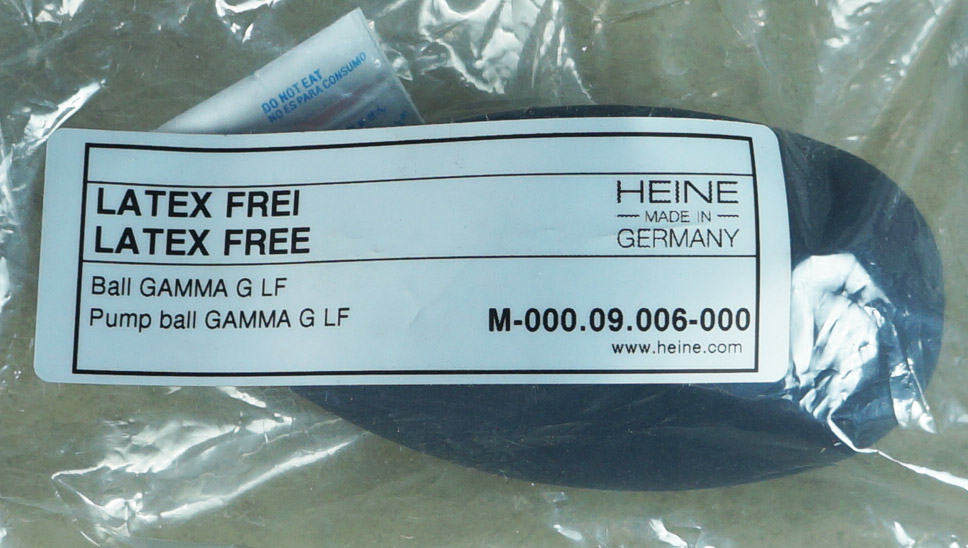 DO NOT EAT
NO ES PARA CONSUMO
LATEX FREI
LATEX FREE
HEINE
MADE IN
GERMANY
Ball GAMMA G LF
Pump ball GAMMA G LF
M-000.09.006-000
www.heine.com